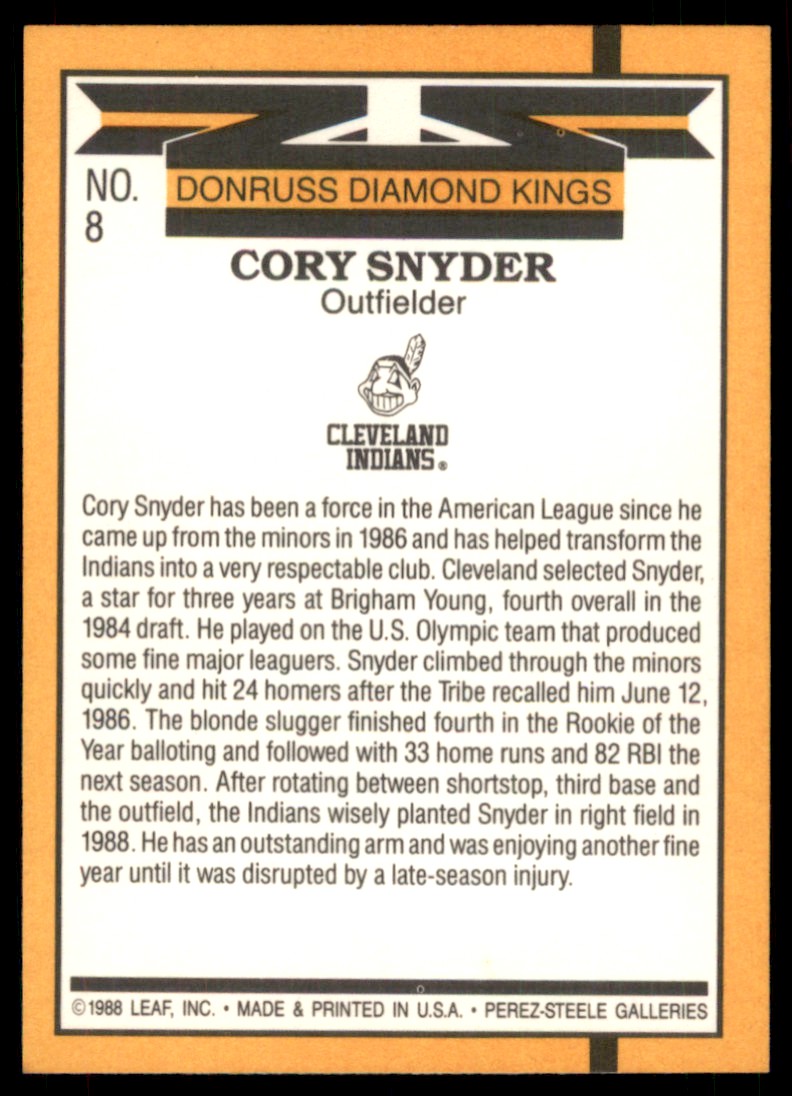 NO.
8
DONRUSS DIAMOND KINGS
CORY SNYDER
Outfielder
CLEVELAND
INDIANS®
Cory Snyder has been a force in the American League since he
came up from the minors in 1986 and has helped transform the
Indians into a very respectable club. Cleveland selected Snyder,
a star for three years at Brigham Young, fourth overall in the
1984 draft. He played on the U.S. Olympic team that produced
some fine major leaguers. Snyder climbed through the minors
quickly and hit 24 homers after the Tribe recalled him June 12,
1986. The blonde slugger finished fourth in the Rookie of the
Year balloting and followed with 33 home runs and 82 RBI the
next season. After rotating between shortstop, third base and
the outfield, the Indians wisely planted Snyder in right field in
1988. He has an outstanding arm and was enjoying another fine
year until it was disrupted by a late-season injury.
©1988 LEAF, INC. • MADE & PRINTED IN U.S.A. • PEREZ-STEELE GALLERIES